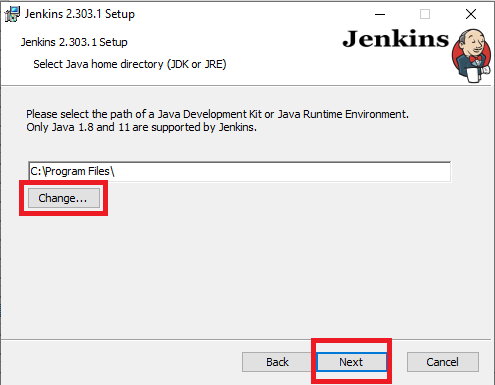 Jenkins 2.303.1 Setup
Jenkins 2.303.1 Setup
Jenkins
Select Java home directory (JDK or JRE)
Please select the path of a Java Development Kit or Java Runtime Environment.
Only Java 1.8 and 11 are supported by Jenkins.
C:\Program Files\
Change...
Back Next Cancel